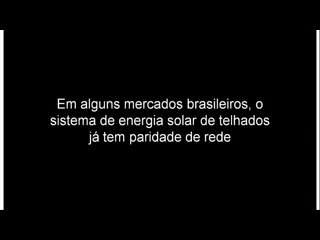 Em alguns mercados brasileiros, o
sistema de energia solar de telhados
já tem paridade de rede